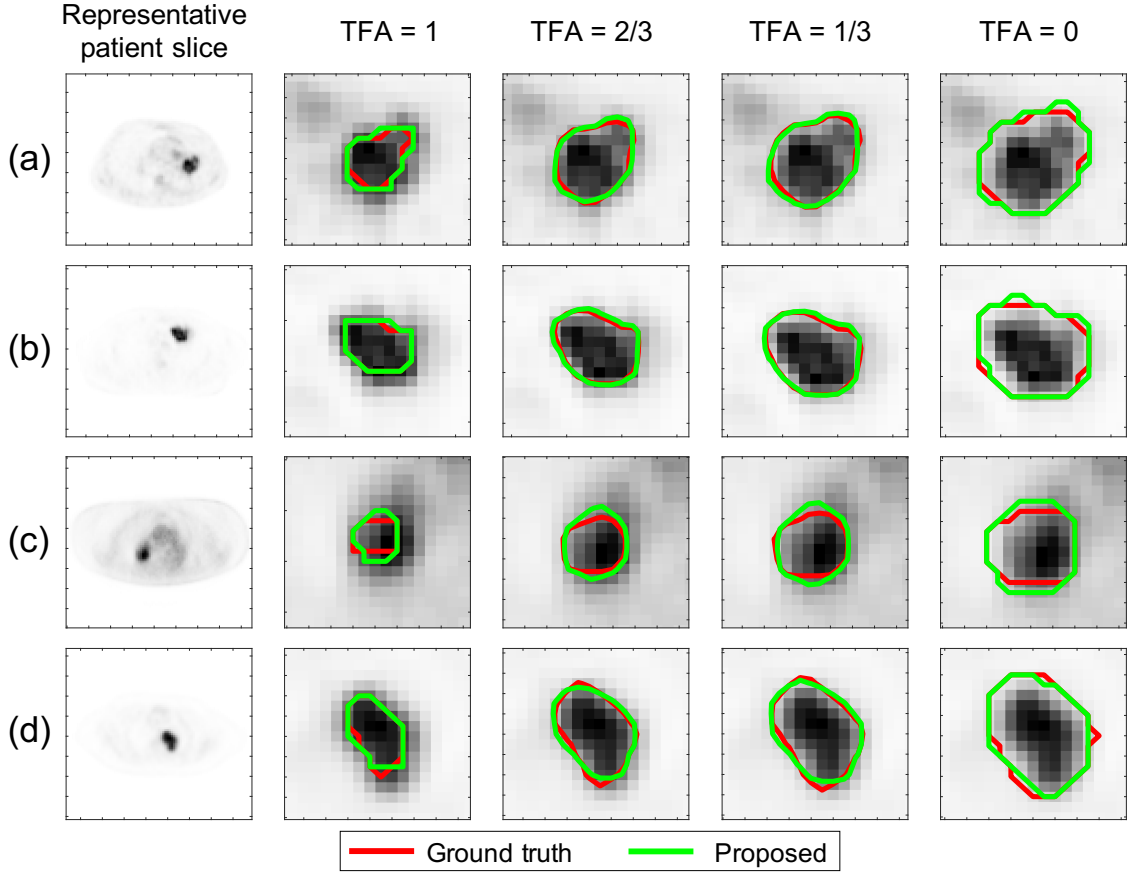 Representative
patient slice
TFA = 1
TFA = 2/3
TFA = 1/3
TFA = 0
(a)
(b)
(c)
(d)
Ground truth
Proposed